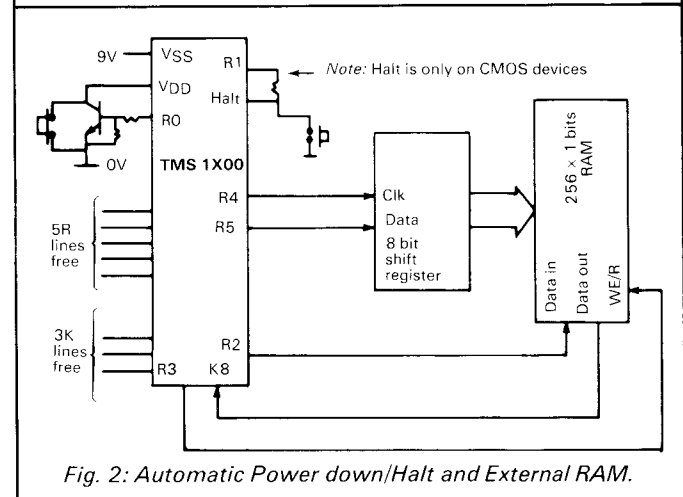 9V
VSS
R1
Note: Halt is only on CMOS devices
VDD
Halt
R0
0V
TMS 1X00
R4
Clk
R5
Data
8 bit
shift
register
256 × 1 bits
RAM
Data in
Data out
WE/R
5R
lines
free
3K
lines
free
R2
R3
K8
Fig. 2: Automatic Power down/Halt and External RAM.